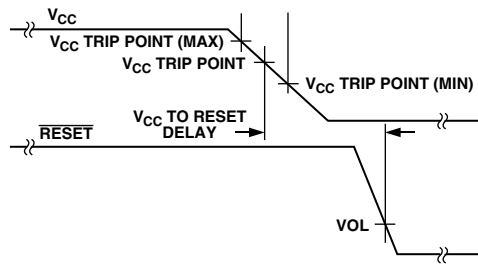 VCC
VCC TRIP POINT (MAX)
VCC TRIP POINT
VCC TRIP POINT (MIN)
VCC TO RESET
DELAY
RESET
VOL